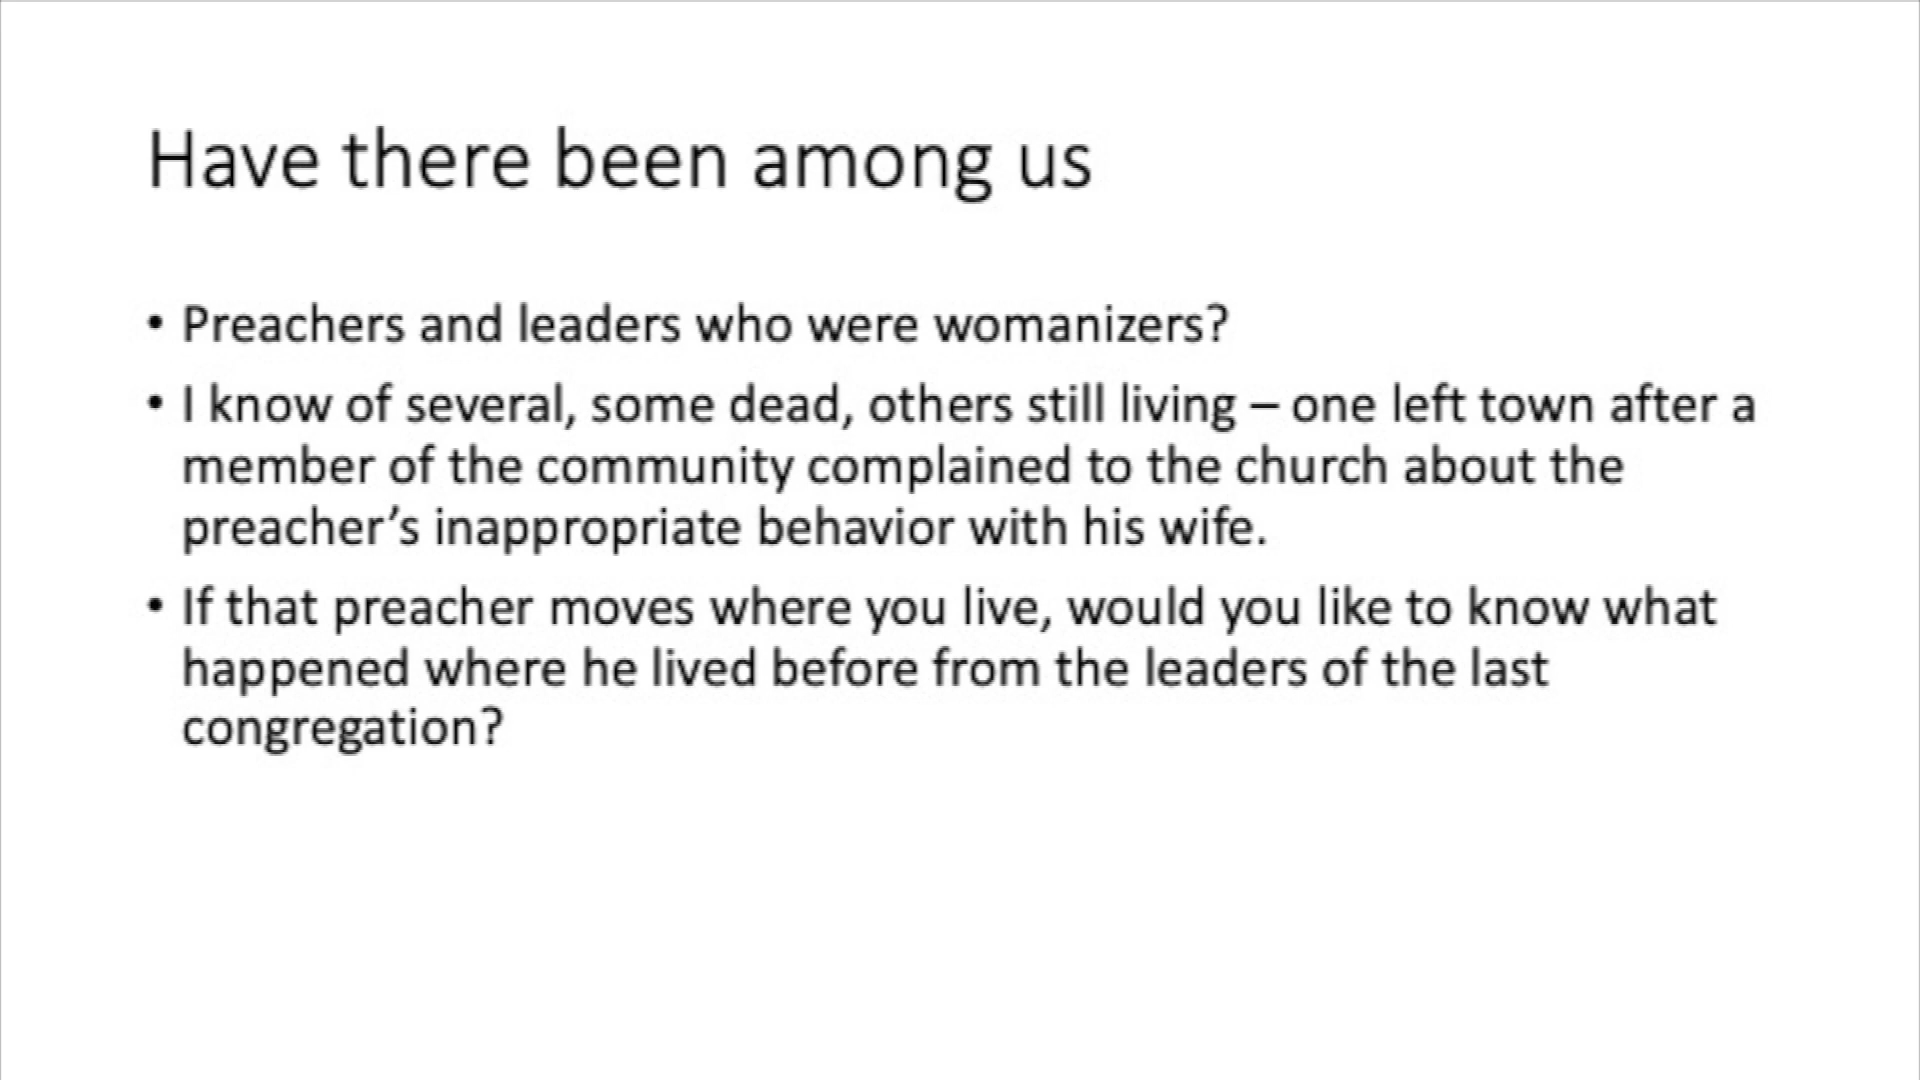 Have there been among us
• Preachers and leaders who were womanizers?
• I know of several, some dead, others still living – one left town after a
member of the community complained to the church about the
preacher’s inappropriate behavior with his wife.
• If that preacher moves where you live, would you like to know what
happened where he lived before from the leaders of the last
congregation?